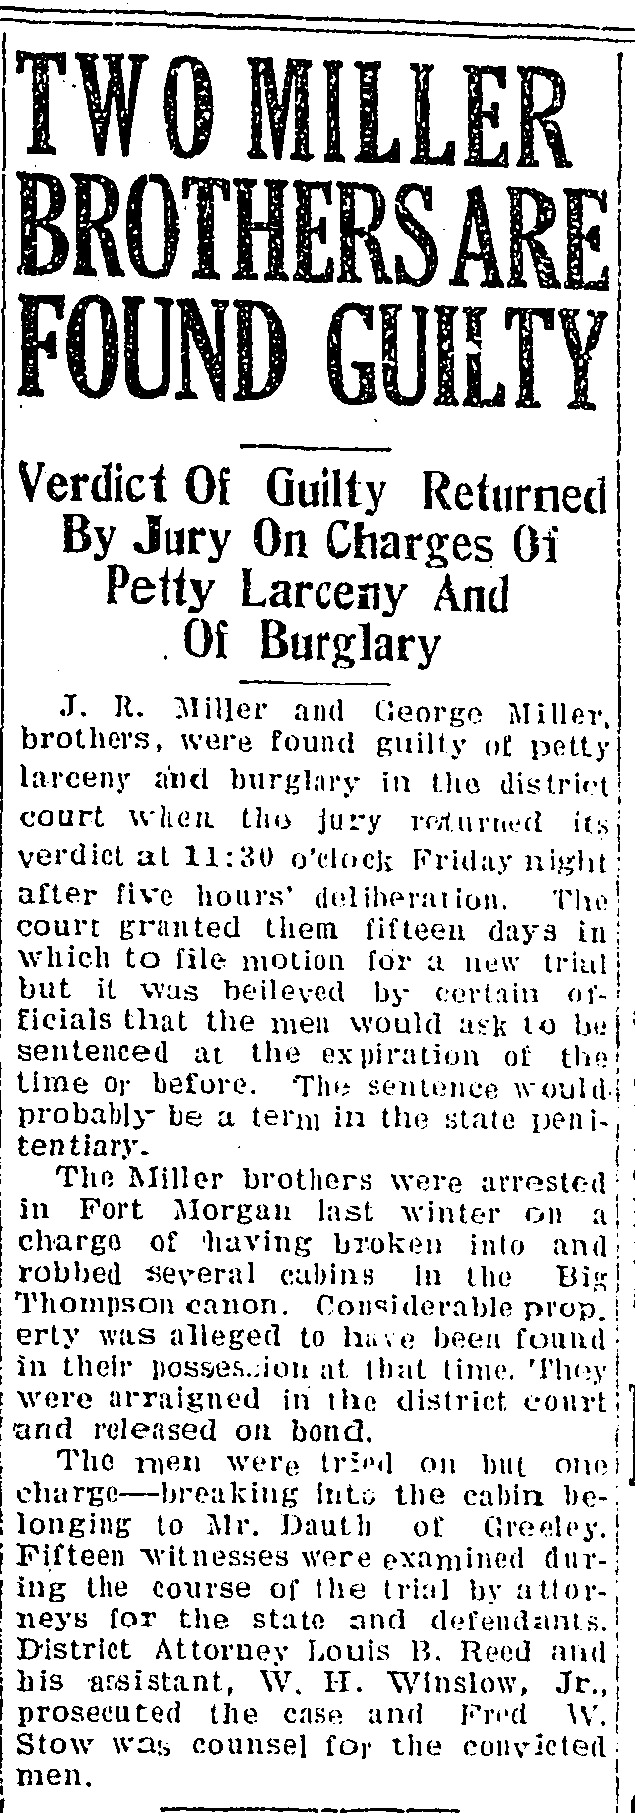 TWO MILLER
BROTHERS ARE
FOUND GUILTY
Verdict Of Guilty Returned
By Jury On Charges Of
Petty Larceny And
Of Burglary
J. R. Miller and George Miller,
brothers, were found guilty of petty
larceny and burglary in the district
court when the jury returned its
verdict at 11:30 o'clock Friday night
after five hours' deliberation. The
court granted them fifteen days in
which to file motion for a new trial
but it was beileved by certain of-
ficials that the men would ask to be
sentenced at the expiration of the
time or before. The sentence would
probably be a term in the state peni-
tentiary.
The Miller brothers were arrested
in Fort Morgan last winter on a
charge of having broken into and
robbed several cabins in the Big
Thompson canon. Considerable prop.
erty was alleged to have been found
in their possession at that time. They
were arraigned in the district court
and released on bond.
The men were tried on but one
charge—breaking into the cabin be-
longing to Mr. Dauth of Greeley.
Fifteen witnesses were examined dur-
ing the course of the trial by attor-
neys for the state and defendants.
District Attorney Louis B. Reed and
his assistant, W. H. Winslow, Jr.,
prosecuted the case and Fred W.
Stow was counsel for the convicted
men.